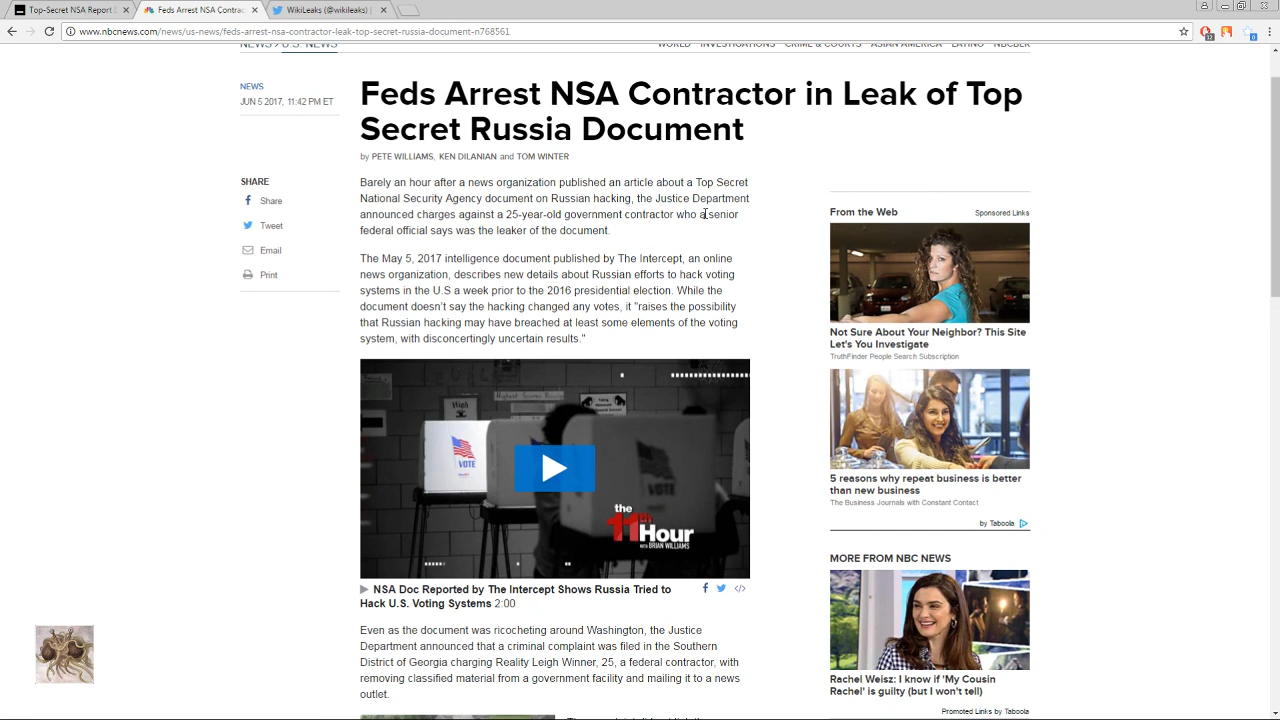 Top-Secret NSA Report
Feds Arrest NSA Contrac
WikiLeaks (@wikileaks) |
www.nbcnews.com/news/us-news/feds-arrest-nsa-contractor-leak-top-secret-russia-document-n768561
NEWS > U.S. NEWS
WORLD INVESTIGATIONS CRIME & COURTS ASIAN AMERICA LATINO NBCBLK
NEWS
JUN 5 2017, 11:42 PM ET
Feds Arrest NSA Contractor in Leak of Top
Secret Russia Document
by PETE WILLIAMS, KEN DILANIAN and TOM WINTER
SHARE
Share
Tweet
Email
Print
Barely an hour after a news organization published an article about a Top Secret
National Security Agency document on Russian hacking, the Justice Department
announced charges against a 25-year-old government contractor who a senior
federal official says was the leaker of the document.
The May 5, 2017 intelligence document published by The Intercept, an online
news organization, describes new details about Russian efforts to hack voting
systems in the U.S a week prior to the 2016 presidential election. While the
document doesn't say the hacking changed any votes, it "raises the possibility
that Russian hacking may have breached at least some elements of the voting
system, with disconcertingly uncertain results."
High
VOTE
VOTE
the
11th
Hour
WITH BRIAN WILLIAMS
NSA Doc Reported by The Intercept Shows Russia Tried to
Hack U.S. Voting Systems 2:00
Even as the document was ricocheting around Washington, the Justice
Department announced that a criminal complaint was filed in the Southern
District of Georgia charging Reality Leigh Winner, 25, a federal contractor, with
removing classified material from a government facility and mailing it to a news
outlet.
From the Web
Sponsored Links
Not Sure About Your Neighbor? This Site
Let's You Investigate
TruthFinder People Search Subscription
5 reasons why repeat business is better
than new business
The Business Journals with Constant Contact
by Taboola
MORE FROM NBC NEWS
Rachel Weisz: I know if 'My Cousin
Rachel' is guilty (but I won't tell)
Promoted Links by Taboola